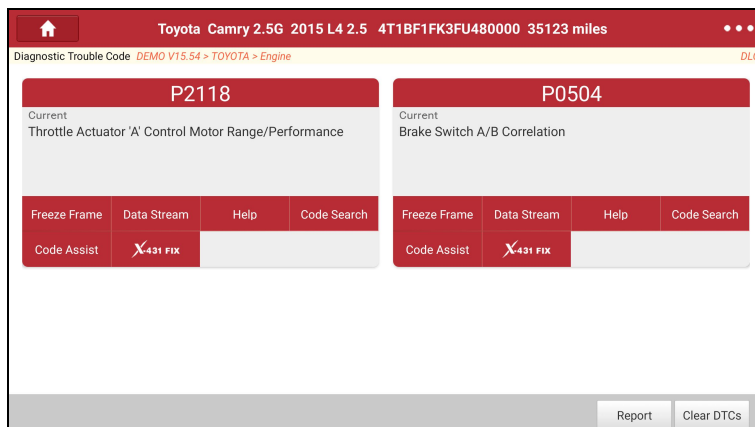 Toyota Camry 2.5G 2015 L4 2.5 4T1BF1FK3FU480000 35123 miles
Diagnostic Trouble Code DEMO V15.54 > TOYOTA > Engine
P2118
Current
Throttle Actuator 'A' Control Motor Range/Performance
Freeze Frame Data Stream Help Code Search
Code Assist X-431 FIX
P0504
Current
Brake Switch A/B Correlation
Freeze Frame Data Stream Help Code Search
Code Assist X-431 FIX
Report Clear DTCs